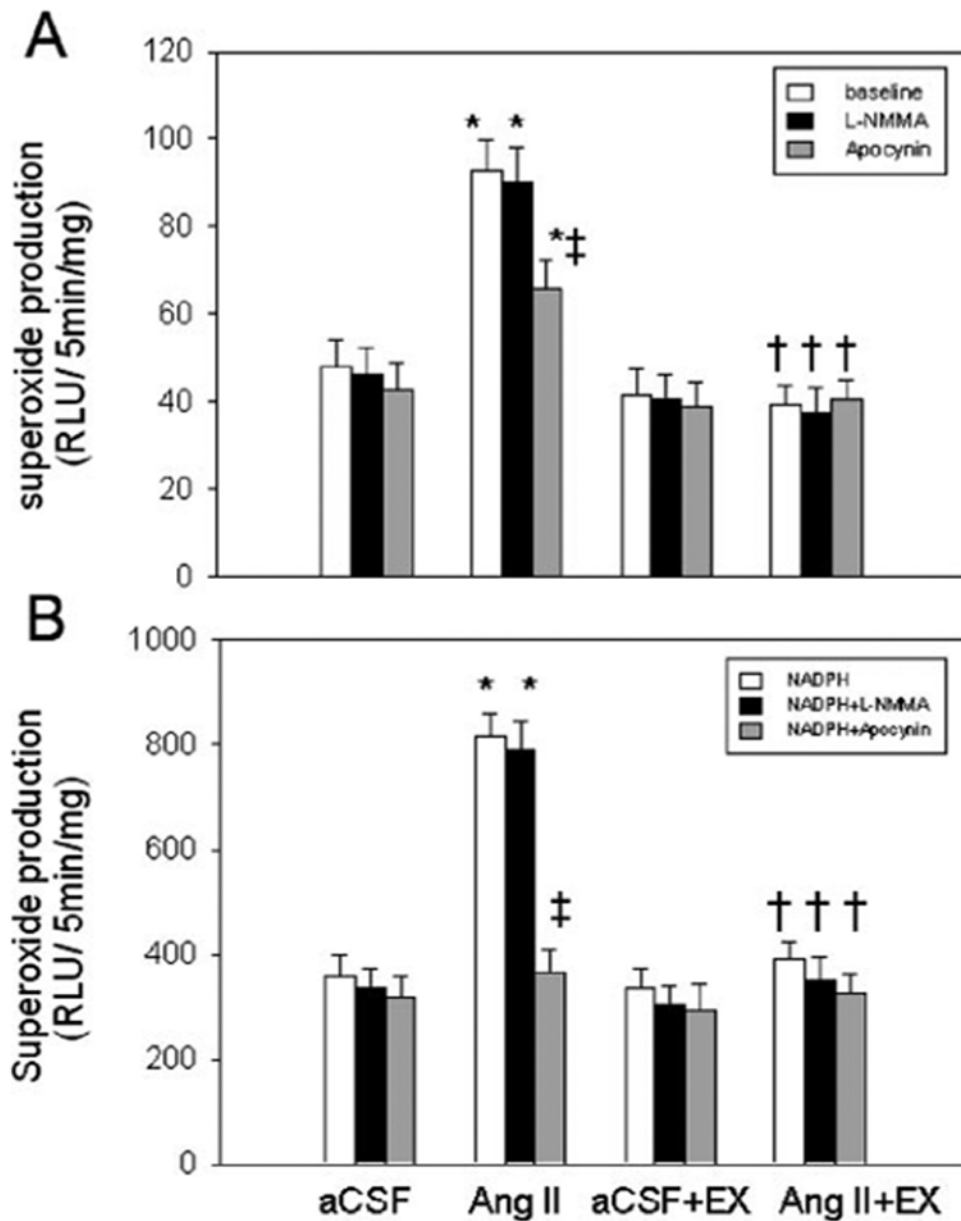 A
120
100
80
60
40
20
0
superoxide production
(RLU/ 5min/mg)
baseline
L-NMMA
Apocynin
* *
*‡
† † †
B
1000
800
600
400
200
0
Superoxide production
(RLU/ 5min/mg)
NADPH
NADPH+L-NMMA
NADPH+Apocynin
* *
‡
† † †
aCSF Ang II aCSF+EX Ang II+EX